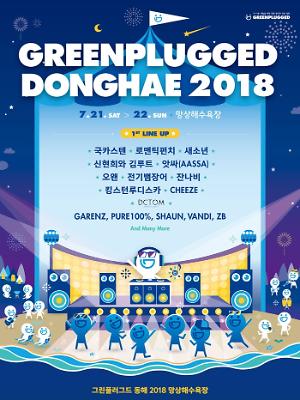 GREENPLUGGED
GREENPLUGGED
DONGHAE 2018
7.21.SAT > 22.SUN · 망상해수욕장
1ST LINE UP
국카스텐 · 로맨틱펀치 · 새소년
신현희와 김루트 · 앗싸(AASSA)
오왠 · 전기뱀장어 · 잔나비
킹스턴루디스카 · CHEEZE
DCTOM
GARENZ, PURE100%, SHAUN, VANDI, ZB
And Many More
그린플러그드 동해 2018 망상해수욕장